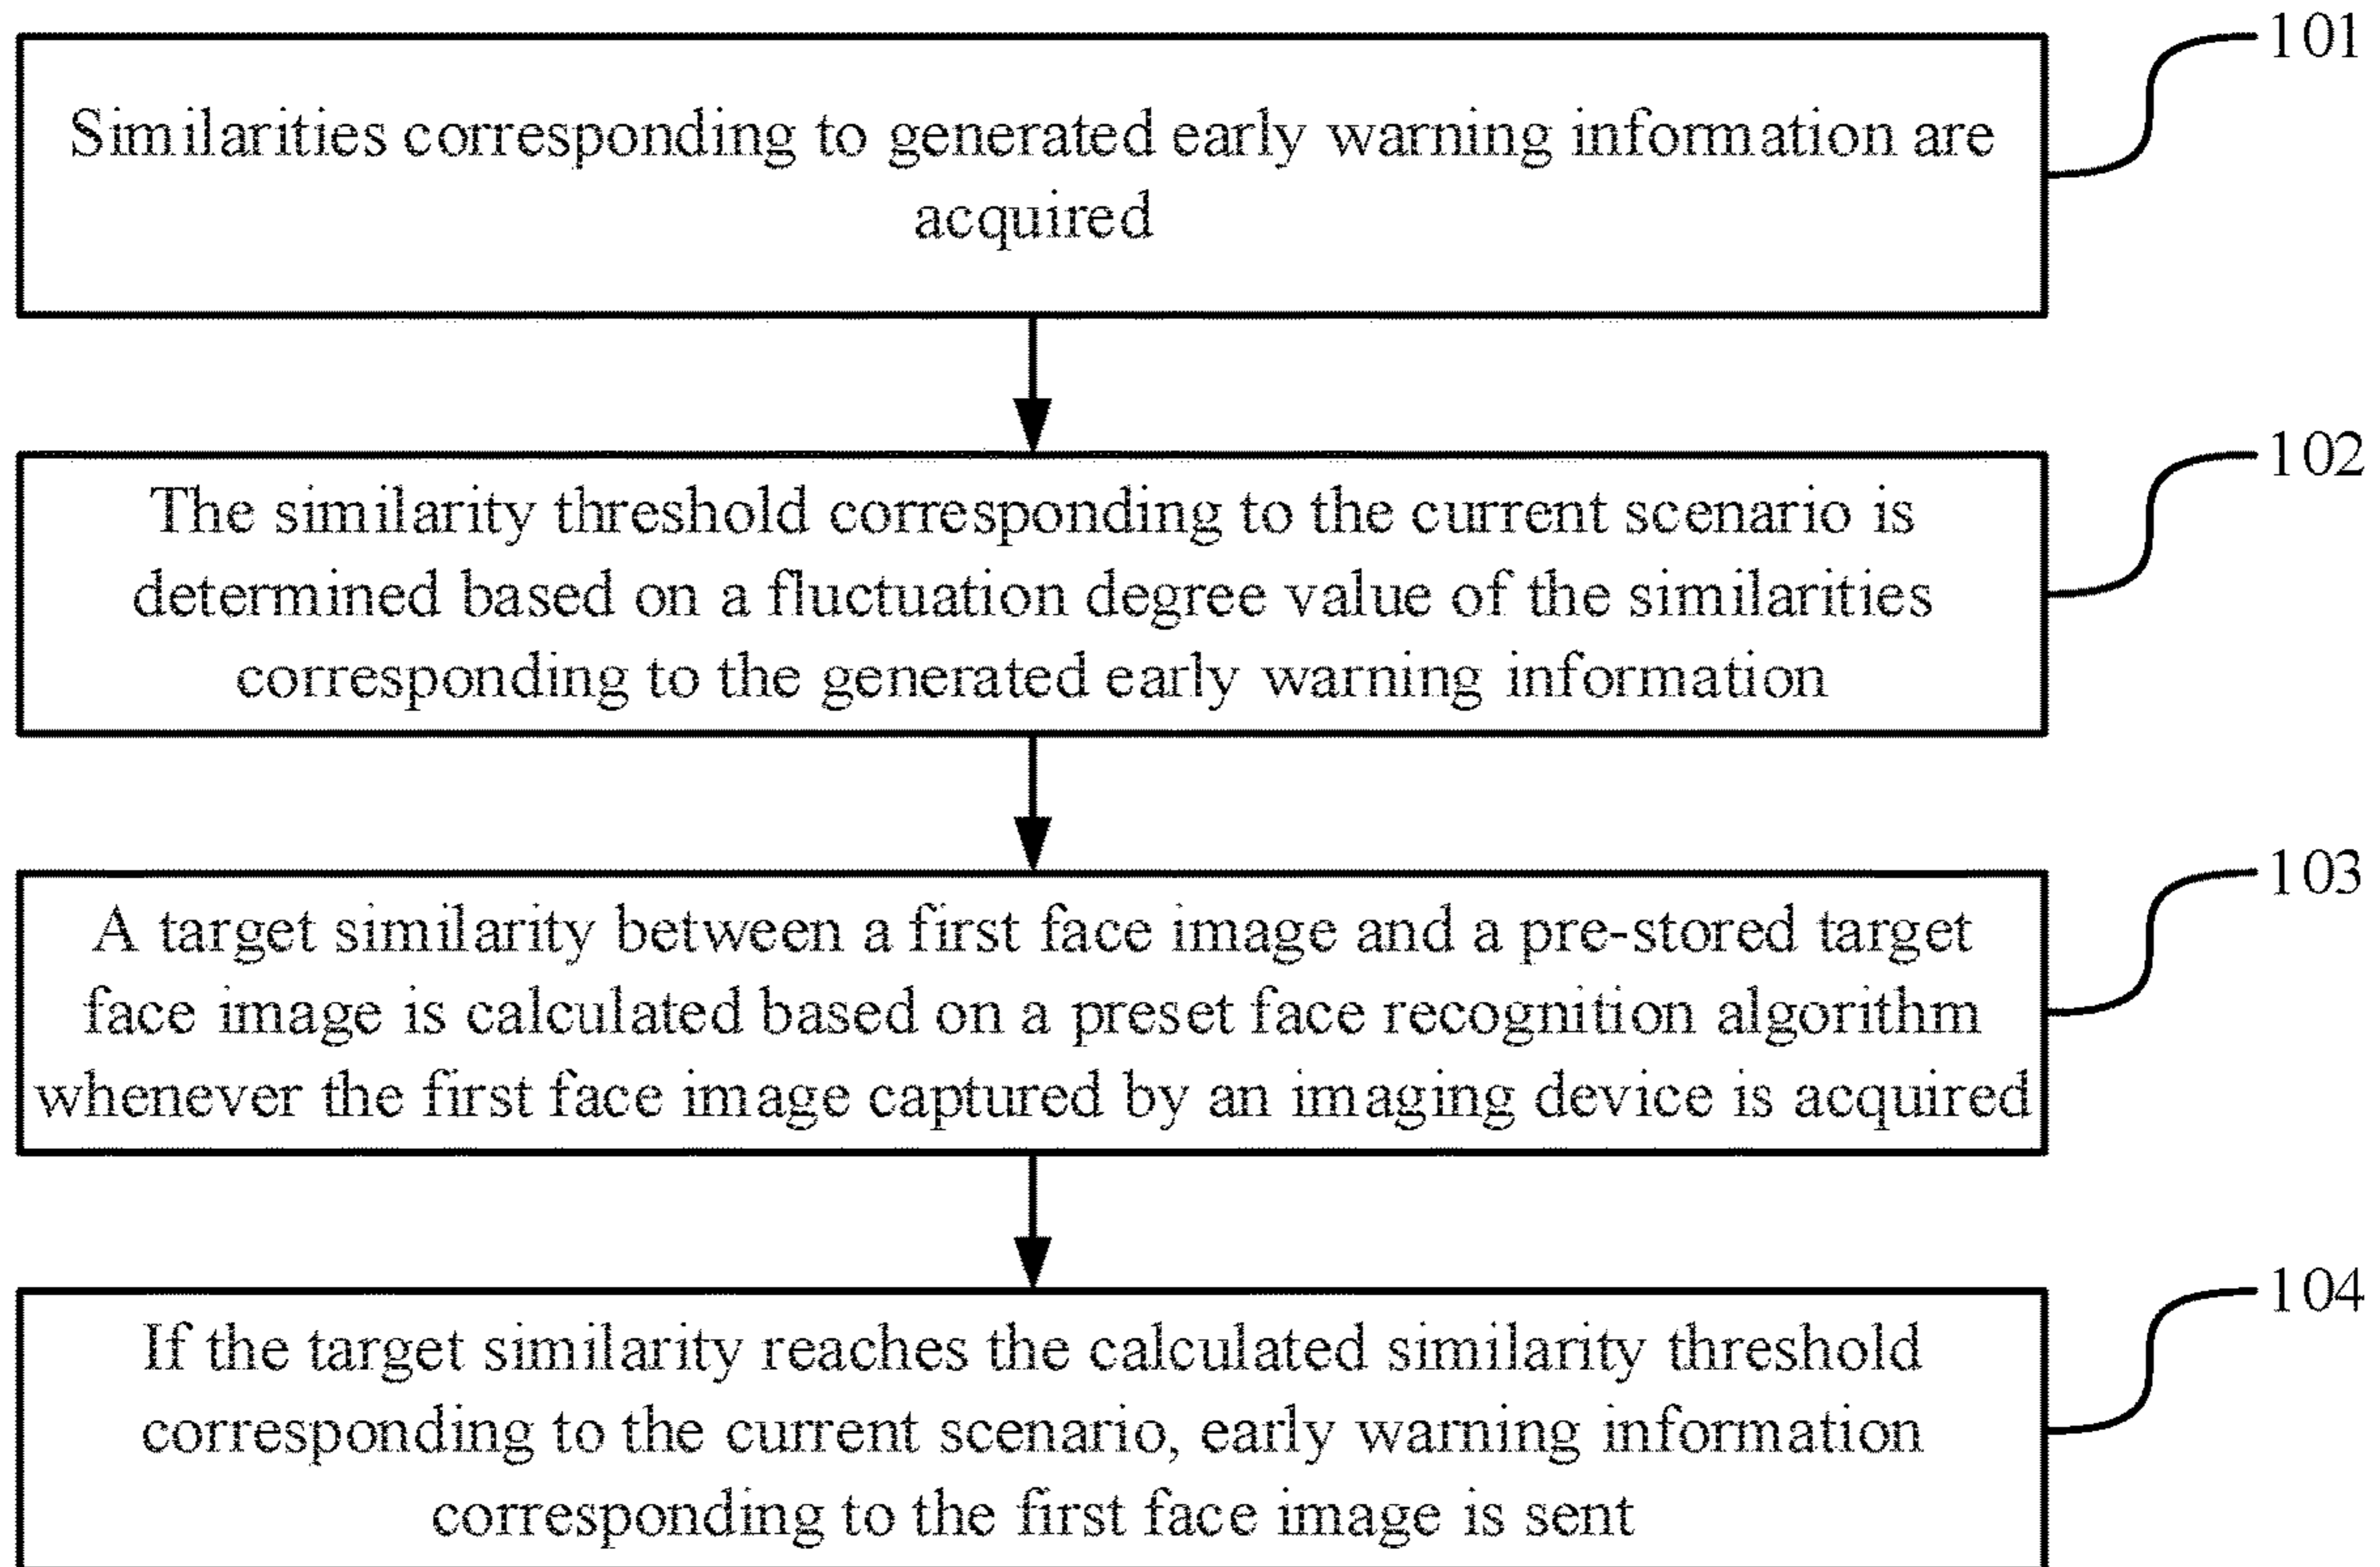 101
Similarities corresponding to generated early warning information are
acquired
102
The similarity threshold corresponding to the current scenario is
determined based on a fluctuation degree value of the similarities
corresponding to the generated early warning information
103
A target similarity between a first face image and a pre-stored target
face image is calculated based on a preset face recognition algorithm
whenever the first face image captured by an imaging device is acquired
104
If the target similarity reaches the calculated similarity threshold
corresponding to the current scenario, early warning information
corresponding to the first face image is sent